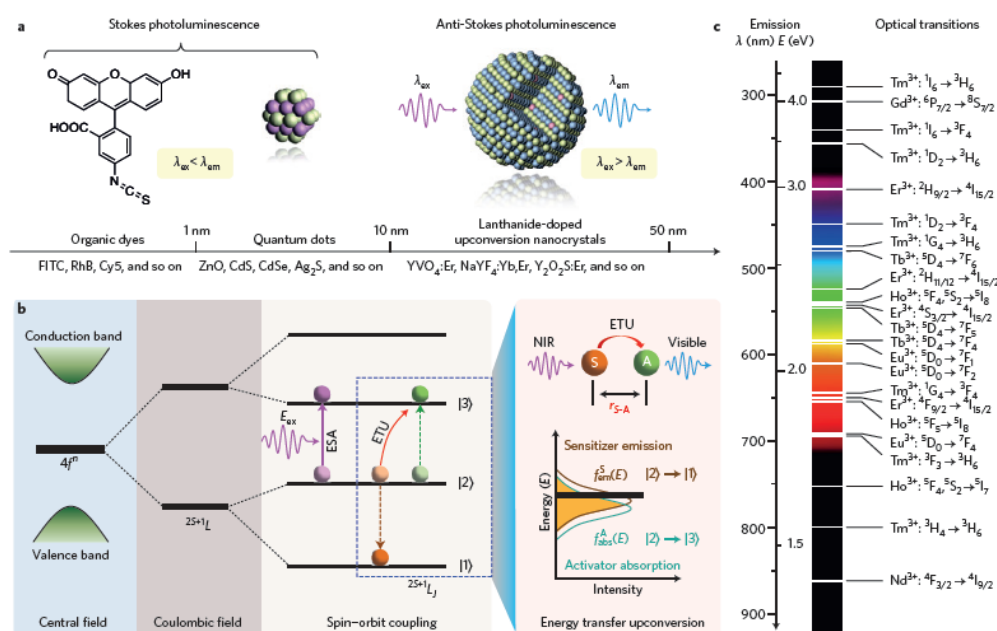 a
Stokes photoluminescence
Anti-Stokes photoluminescence
O
O
OH
HOOC
N=C=S
λex < λem
λex
λem
λex > λem
1 nm
10 nm
50 nm
Organic dyes
Quantum dots
Lanthanide-doped
upconversion nanocrystals
FITC, RhB, Cy5, and so on
ZnO, CdS, CdSe, Ag2S, and so on
YVO4:Er, NaYF4:Yb,Er, Y2O2S:Er, and so on
b
Conduction band
Valence band
4fⁿ
2S+1L
Eex
ESA
ETU
|3⟩
|2⟩
|1⟩
2S+1LJ
Central field
Coulombic field
Spin–orbit coupling
NIR
ETU
Visible
S
A
rS–A
Sensitizer emission
fSem(E) |2⟩ → |1⟩
fAabs(E) |2⟩ → |3⟩
Activator absorption
Energy (E)
Intensity
Energy transfer upconversion
c
Emission
λ (nm) E (eV)
Optical transitions
300
400
500
600
700
800
900
4.0
3.0
2.0
1.5
Tm3+: 1I6 → 3H6
Gd3+: 6P7/2 → 8S7/2
Tm3+: 1I6 → 3F4
Tm3+: 1D2 → 3H6
Er3+: 2H9/2 → 4I15/2
Tm3+: 1D2 → 3F4
Tm3+: 1G4 → 3H6
Tb3+: 5D4 → 7F6
Er3+: 2H11/12 → 4I15/2
Ho3+: 5F4,5S2 → 5I8
Er3+: 4S3/2 → 4I15/2
Tb3+: 5D4 → 7F5
Tb3+: 5D4 → 7F4
Eu3+: 5D0 → 7F1
Eu3+: 5D0 → 7F2
Tm3+: 1G4 → 3F4
Er3+: 4F9/2 → 4I15/2
Ho3+: 5F5 → 5I8
Eu3+: 5D0 → 7F4
Tm3+: 3F3 → 3H6
Ho3+: 5F4,5S2 → 5I7
Tm3+: 3H4 → 3H6
Nd3+: 4F3/2 → 4I9/2